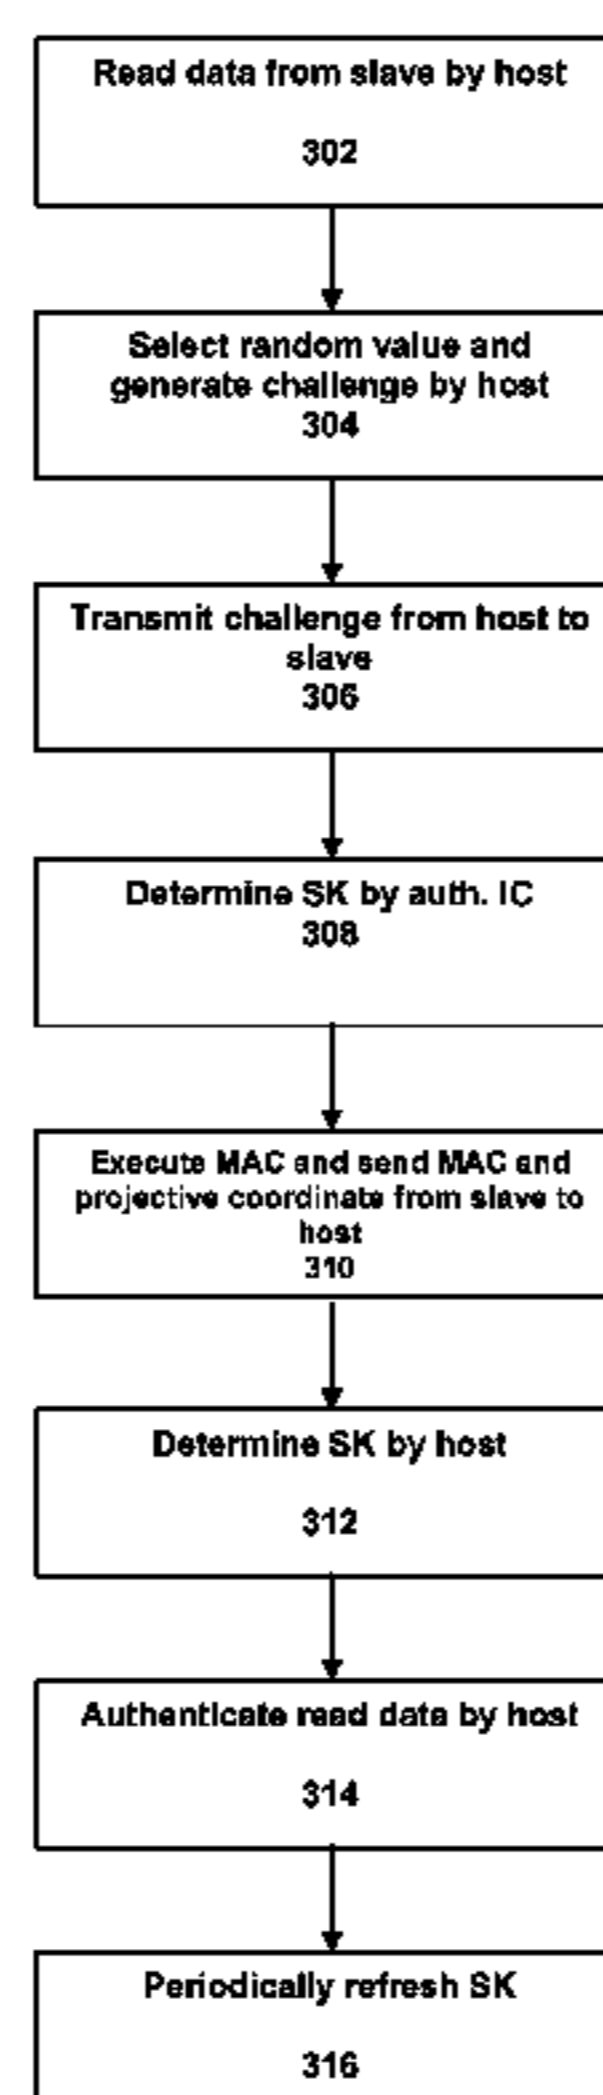 Read data from slave by host
302
Select random value and
generate challenge by host
304
Transmit challenge from host to
slave
306
Determine SK by auth. IC
308
Execute MAC and send MAC and
projective coordinate from slave to
host
310
Determine SK by host
312
Authenticate read data by host
314
Periodically refresh SK
316